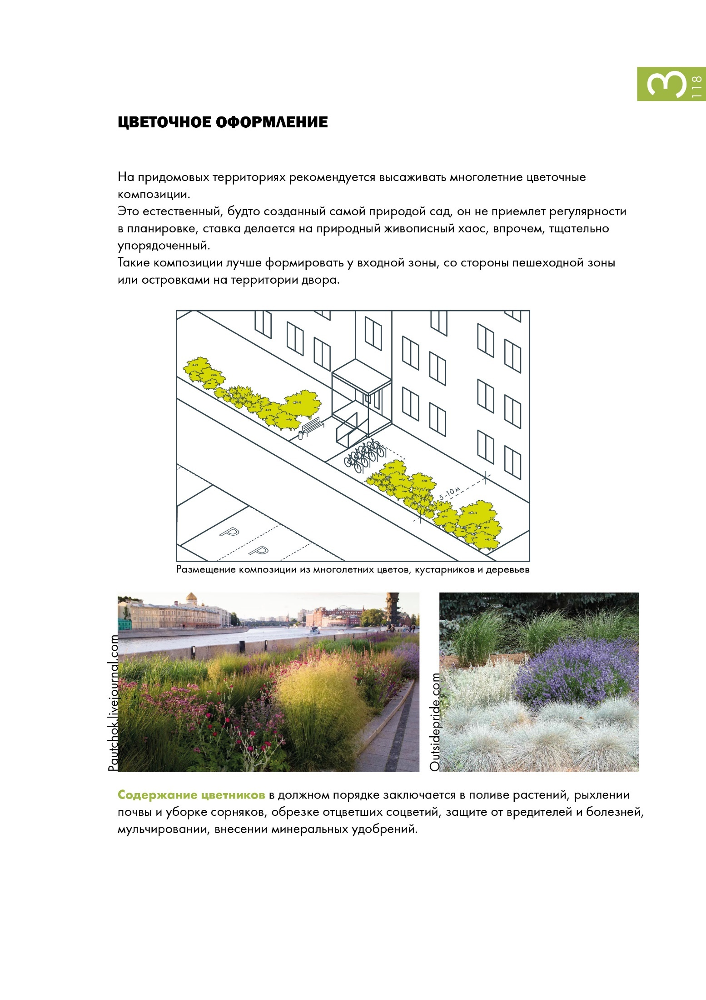 3
118
ЦВЕТОЧНОЕ ОФОРМЛЕНИЕ
На придомовых территориях рекомендуется высаживать многолетние цветочные
композиции.
Это естественный, будто созданный самой природой сад, он не приемлет регулярности
в планировке, ставка делается на природный живописный хаос, впрочем, тщательно
упорядоченный.
Такие композиции лучше формировать у входной зоны, со стороны пешеходной зоны
или островками на территории двора.
5-10 м
P
P
Размещение композиции из многолетних цветов, кустарников и деревьев
Pautchok.livejournal.com
Outsidepride.com
Содержание цветников в должном порядке заключается в поливе растений, рыхлении
почвы и уборке сорняков, обрезке отцветших соцветий, защите от вредителей и болезней,
мульчировании, внесении минеральных удобрений.